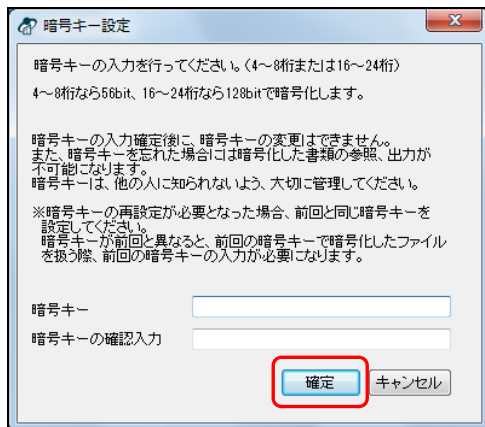 暗号キー設定
暗号キーの入力を行ってください。(4～8桁または16～24桁)
4～8桁なら56bit、16～24桁なら128bitで暗号化します。
暗号キーの入力確定後に、暗号キーの変更はできません。
また、暗号キーを忘れた場合には暗号化した書類の参照、出力が
不可能になります。
暗号キーは、他の人に知られないよう、大切に管理してください。
※暗号キーの再設定が必要となった場合、前回と同じ暗号キーを
設定してください。
暗号キーが前回と異なると、前回の暗号キーで暗号化したファイル
を扱う際、前回の暗号キーの入力が必要になります。
暗号キー
暗号キーの確認入力
確定 キャンセル